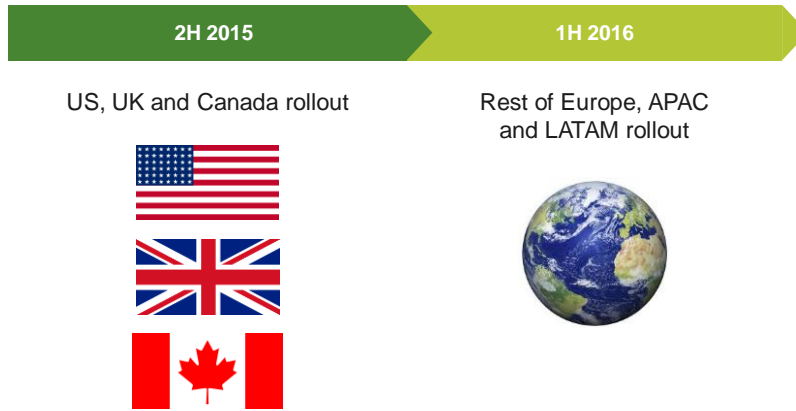 2H 2015
1H 2016
US, UK and Canada rollout
Rest of Europe, APAC
and LATAM rollout